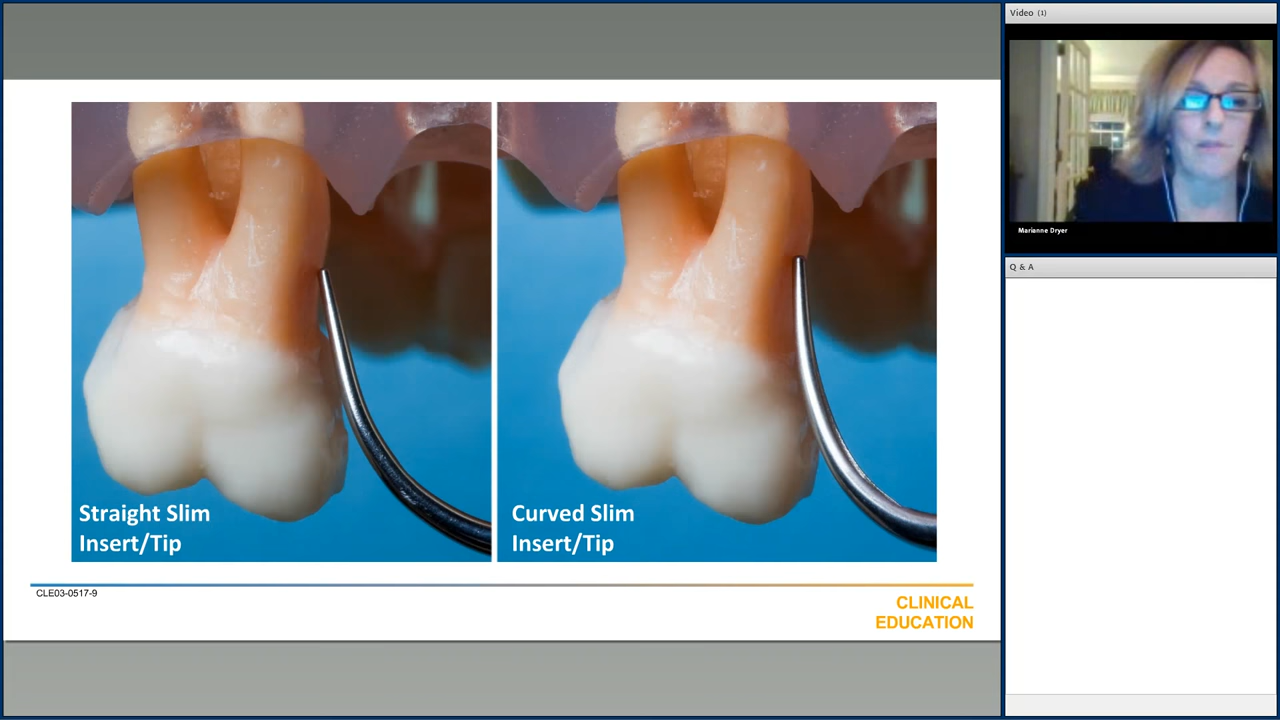 Straight Slim
Insert/Tip
Curved Slim
Insert/Tip
CLE03-0517-9
CLINICAL
EDUCATION
Video (1)
Marianne Dryer
Q & A